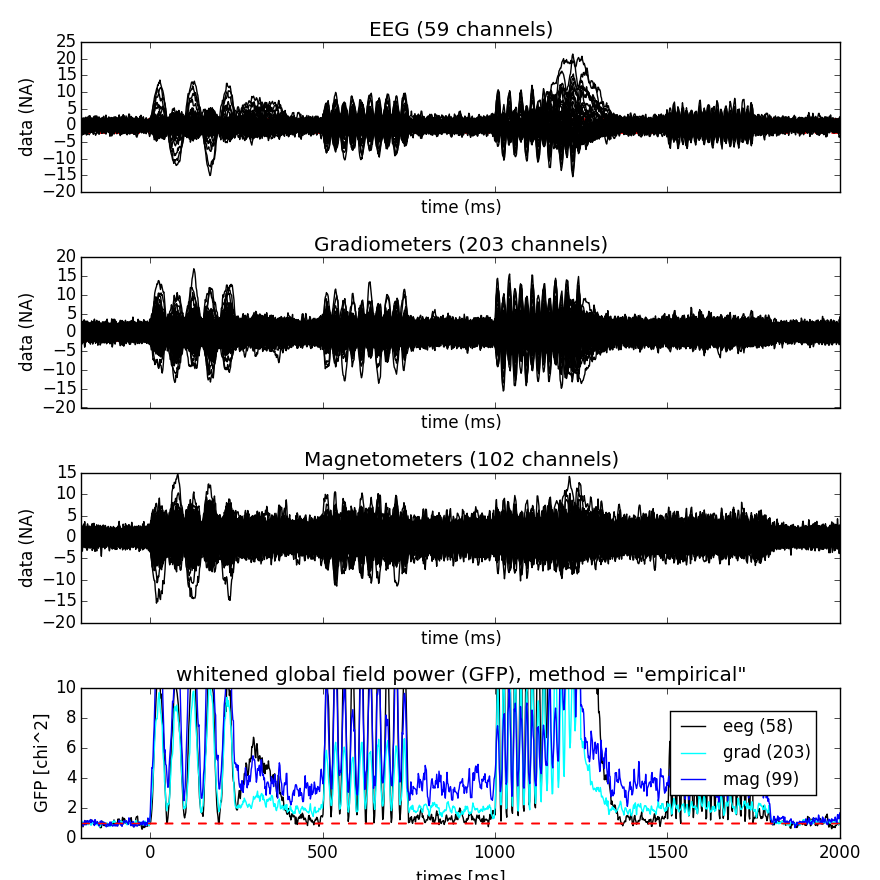 EEG (59 channels)
25
20
15
10
5
0
−5
−10
−15
−20
data (NA)
time (ms)
Gradiometers (203 channels)
20
15
10
5
0
−5
−10
−15
−20
data (NA)
time (ms)
Magnetometers (102 channels)
15
10
5
0
−5
−10
−15
−20
data (NA)
time (ms)
whitened global field power (GFP), method = "empirical"
10
8
6
4
2
0
GFP [chi^2]
eeg (58)
grad (203)
mag (99)
0 500 1000 1500 2000
times [ms]